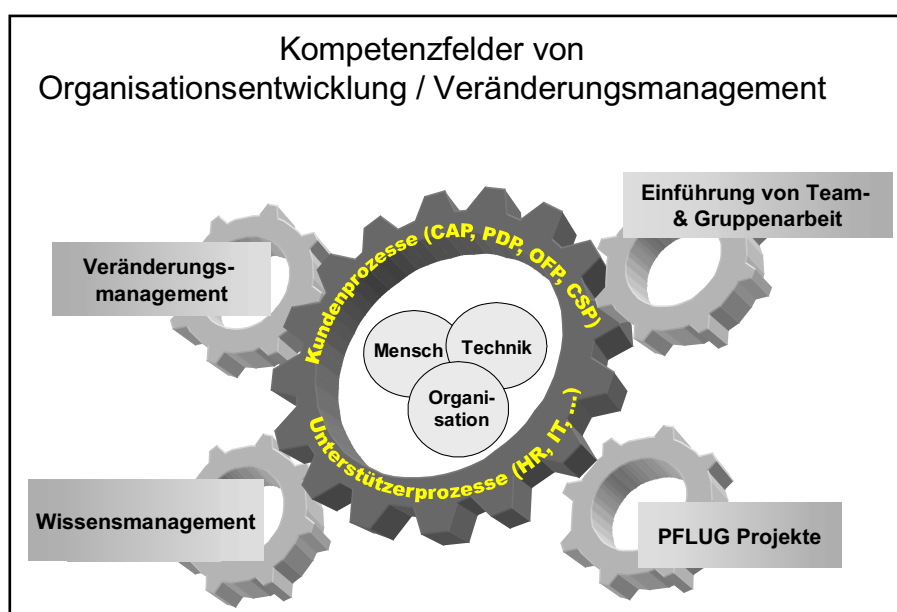 Kompetenzfelder von
Organisationsentwicklung / Veränderungsmanagement
Einführung von Team-
& Gruppenarbeit
Veränderungs-
management
Kundenprozesse (CAP, PDP, OFP, CSP)
Mensch
Technik
Organi-
sation
Unterstützerprozesse (HR, IT, ...)
Wissensmanagement
PFLUG Projekte